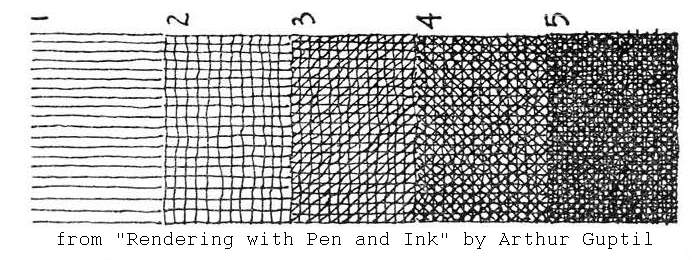 1 2 3 4 5
from "Rendering with Pen and Ink" by Arthur Guptil